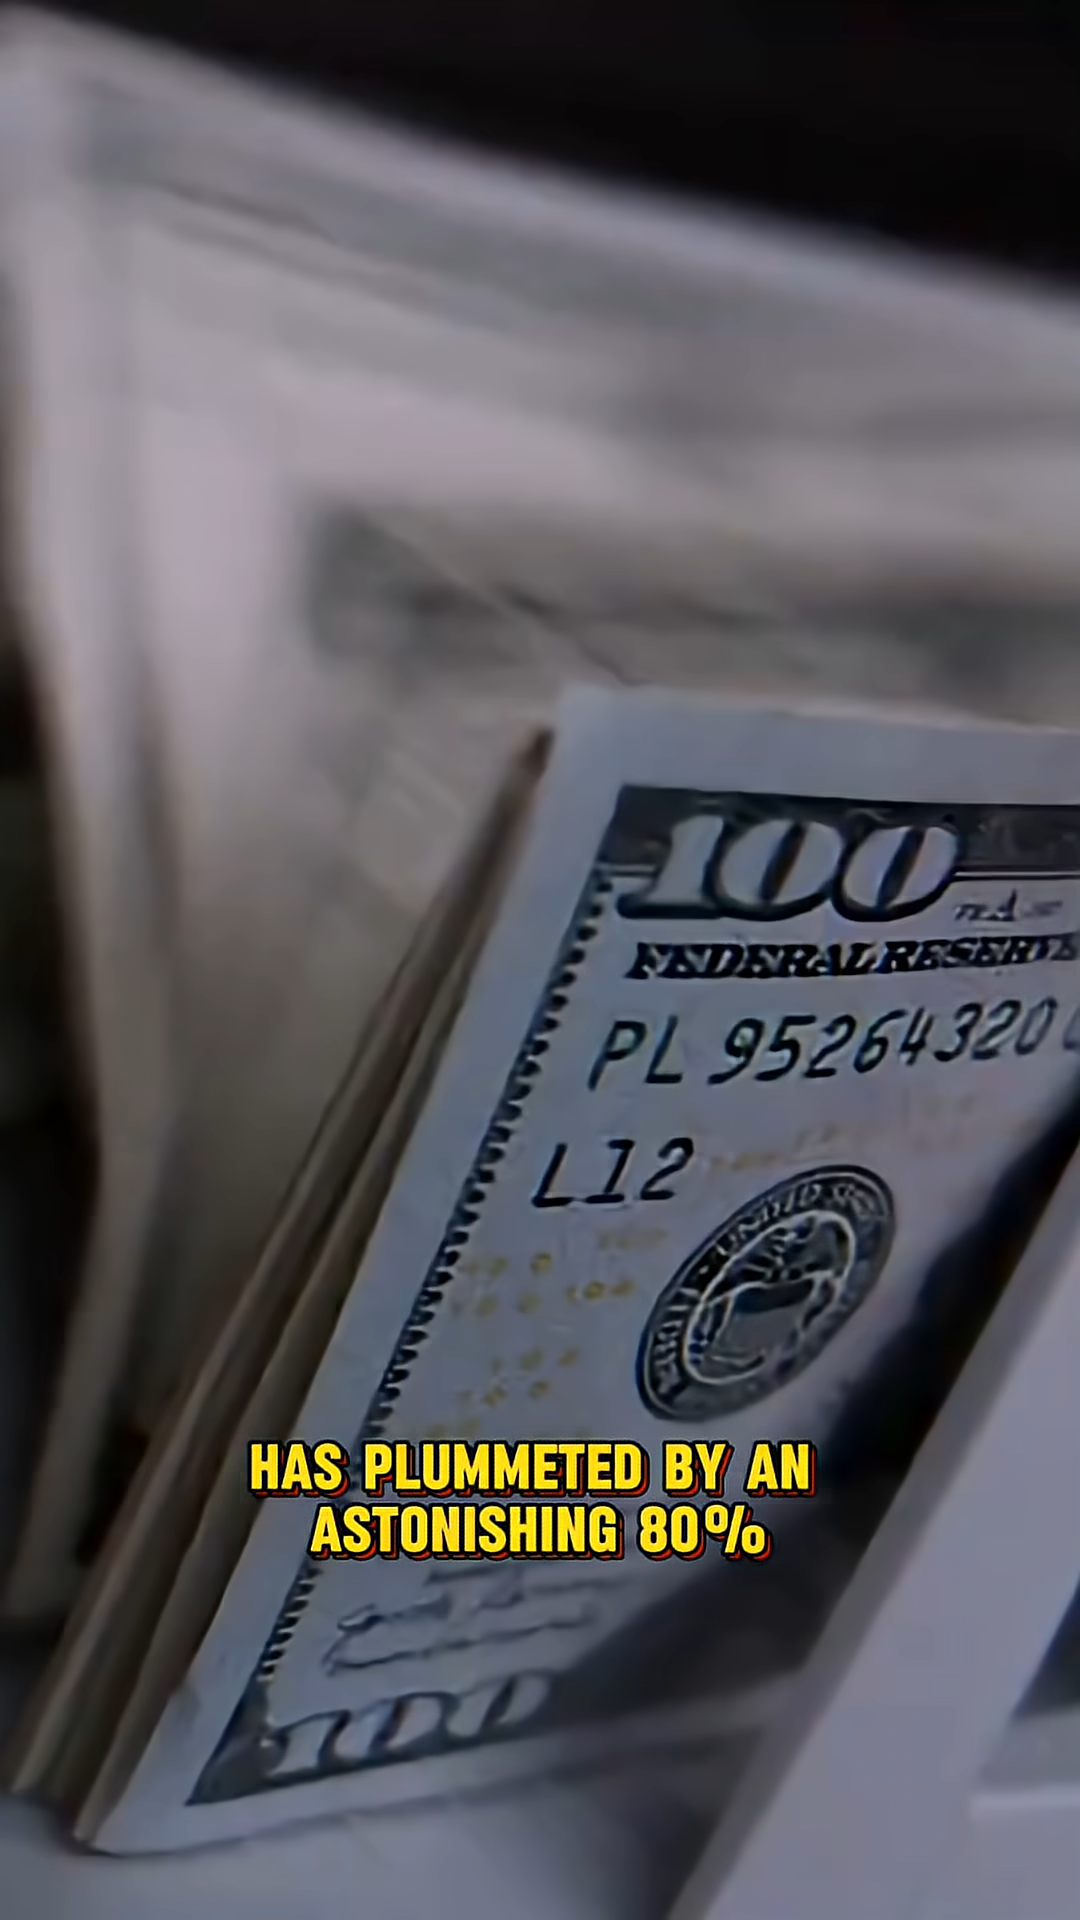 100
FEDERAL RESERVE
PL 95264320
L12
HAS PLUMMETED BY AN
ASTONISHING 80%
100